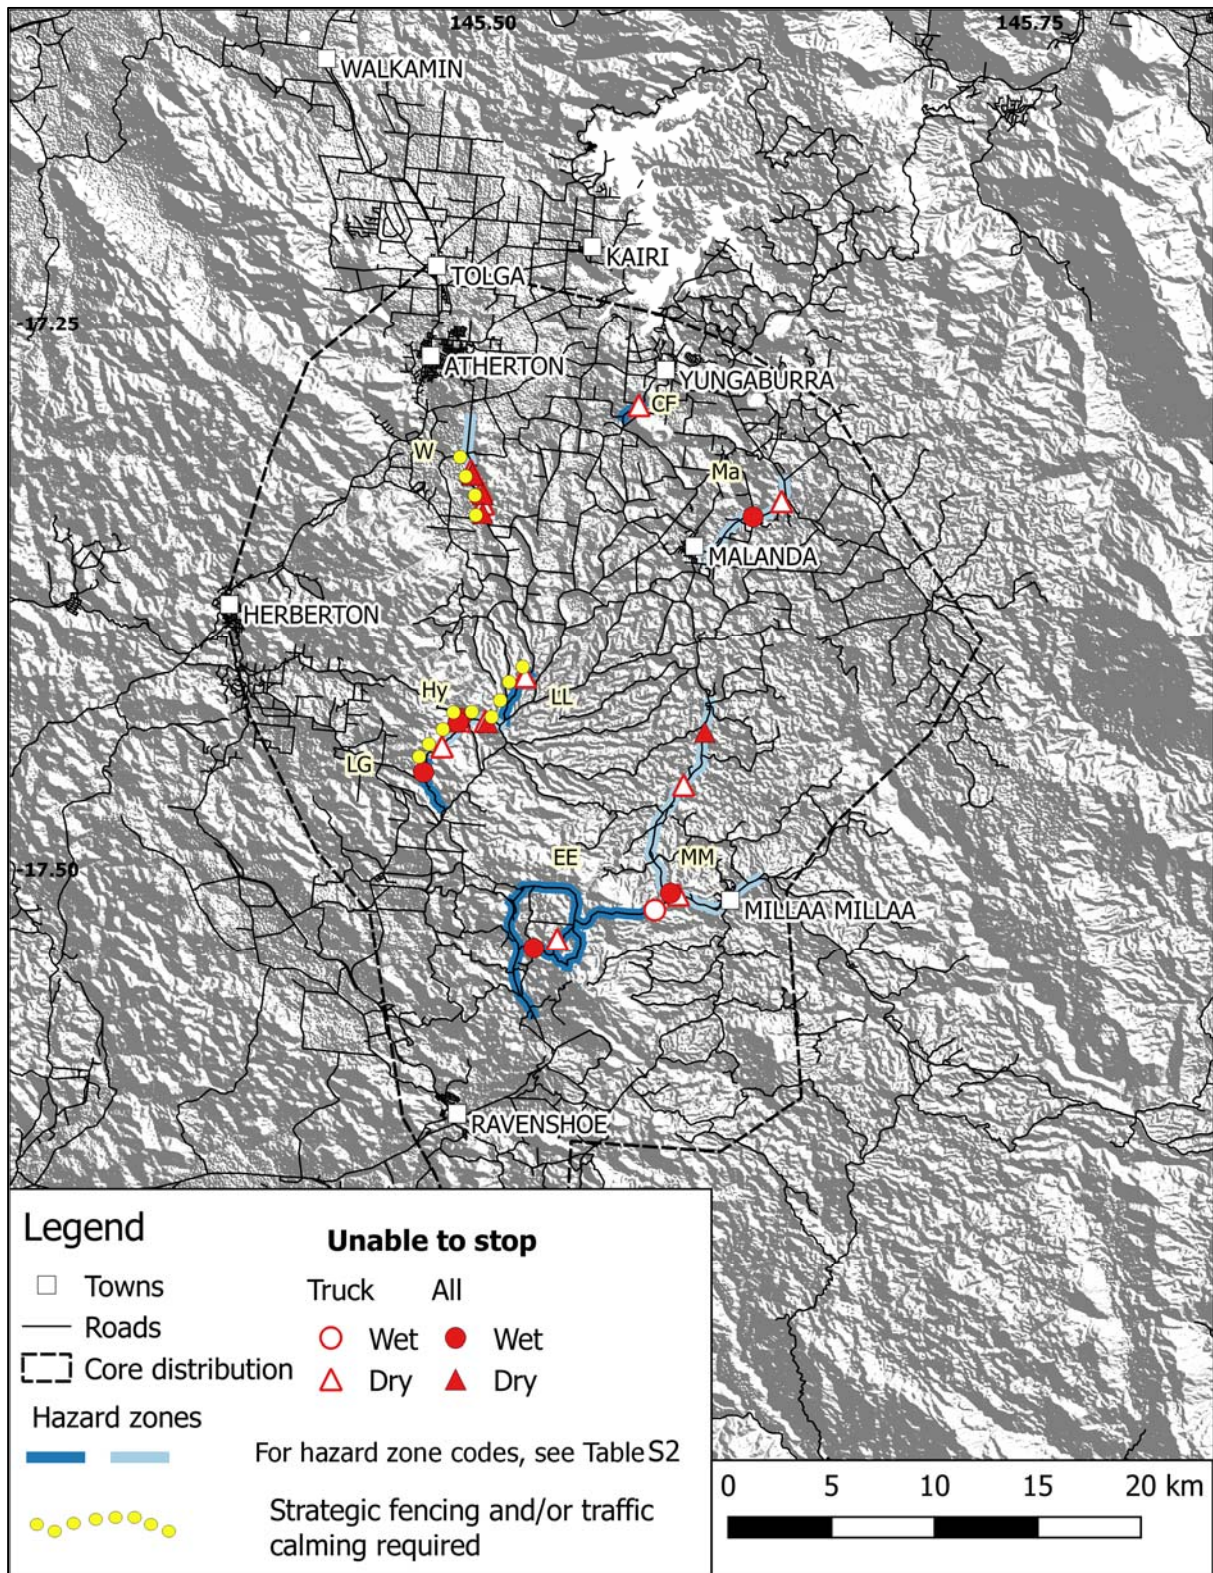 145.50
145.75
WALKAMIN
KAIRI
TOLGA
-17.25
ATHERTON
YUNGABURRA
CF
W
Ma
MALANDA
HERBERTON
Hy
LL
LG
EE
MM
-17.50
MILLAA MILLAA
RAVENSHOE
Legend
Unable to stop
Towns
Truck All
Roads
Wet Wet
Core distribution
Dry Dry
Hazard zones
For hazard zone codes, see Table S2
Strategic fencing and/or traffic
calming required
0 5 10 15 20 km